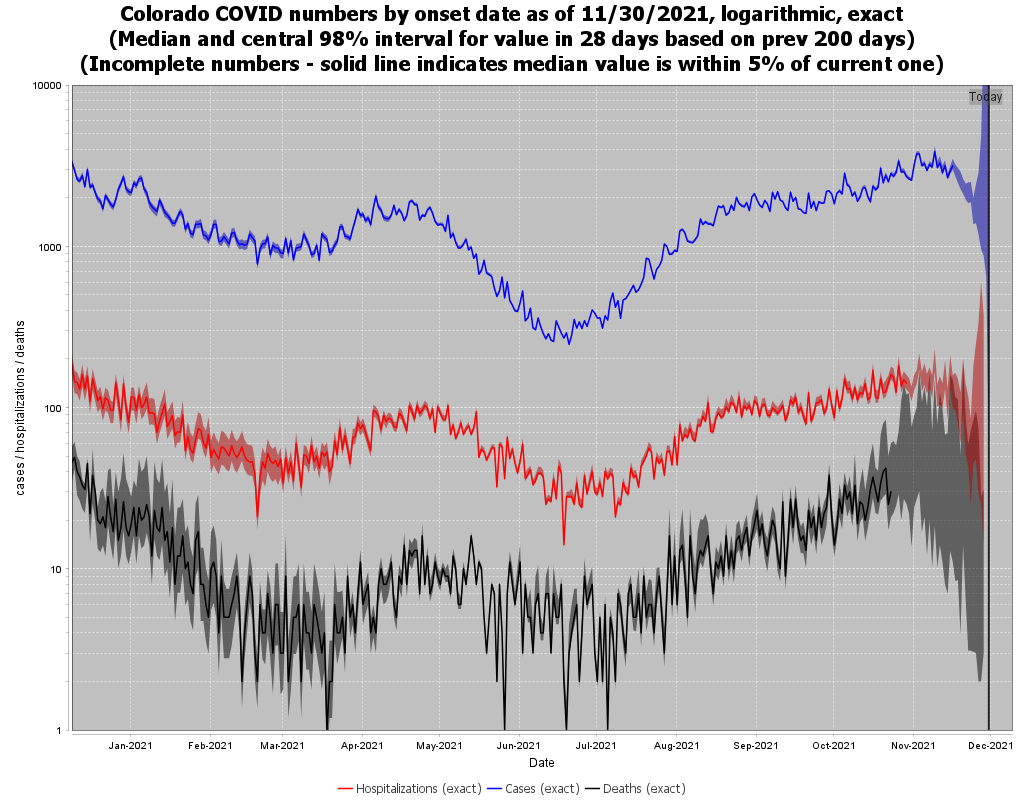 Colorado COVID numbers by onset date as of 11/30/2021, logarithmic, exact
(Median and central 98% interval for value in 28 days based on prev 200 days)
(Incomplete numbers - solid line indicates median value is within 5% of current one)
Today
10000
1000
100
10
1
cases / hospitalizations / deaths
Jan-2021 Feb-2021 Mar-2021 Apr-2021 May-2021 Jun-2021 Jul-2021 Aug-2021 Sep-2021 Oct-2021 Nov-2021 Dec-2021
Date
Hospitalizations (exact) Cases (exact) Deaths (exact)